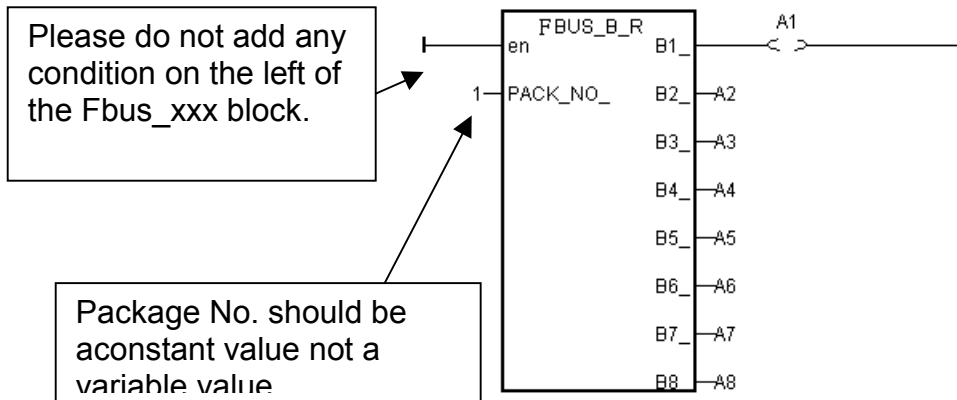 Please do not add any
condition on the left of
the Fbus_xxx block.
FBUS_B_R
en
1
PACK_NO_
B1_
A1
B2_
A2
B3_
A3
B4_
A4
B5_
A5
B6_
A6
B7_
A7
B8_
A8
Package No. should be
aconstant value not a
variable value